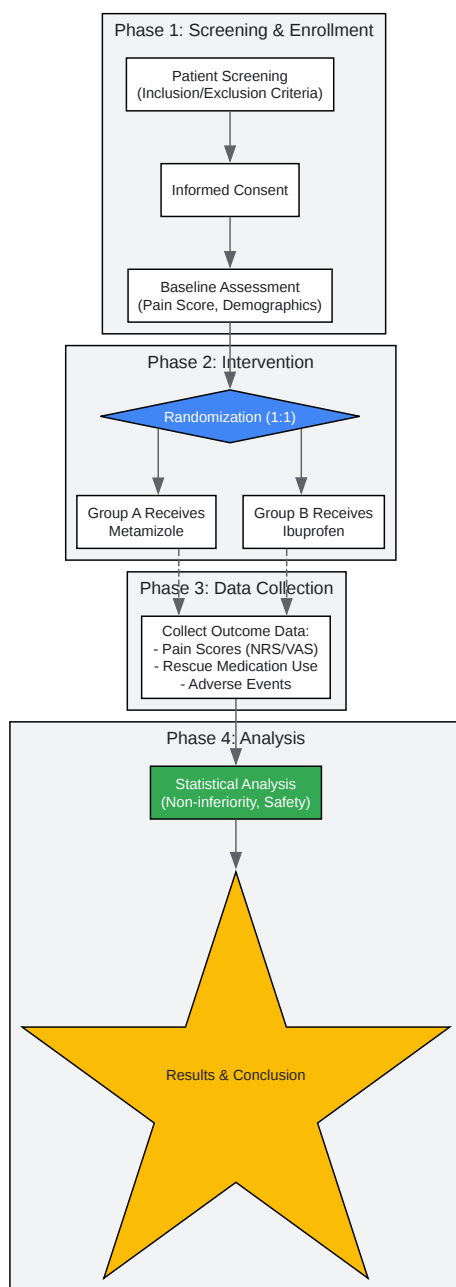 Phase 1: Screening & Enrollment
Patient Screening
(Inclusion/Exclusion Criteria)
Informed Consent
Baseline Assessment
(Pain Score, Demographics)
Phase 2: Intervention
Randomization (1:1)
Group A Receives
Metamizole
Group B Receives
Ibuprofen
Phase 3: Data Collection
Collect Outcome Data:
- Pain Scores (NRS/VAS)
- Rescue Medication Use
- Adverse Events
Phase 4: Analysis
Statistical Analysis
(Non-inferiority, Safety)
Results & Conclusion